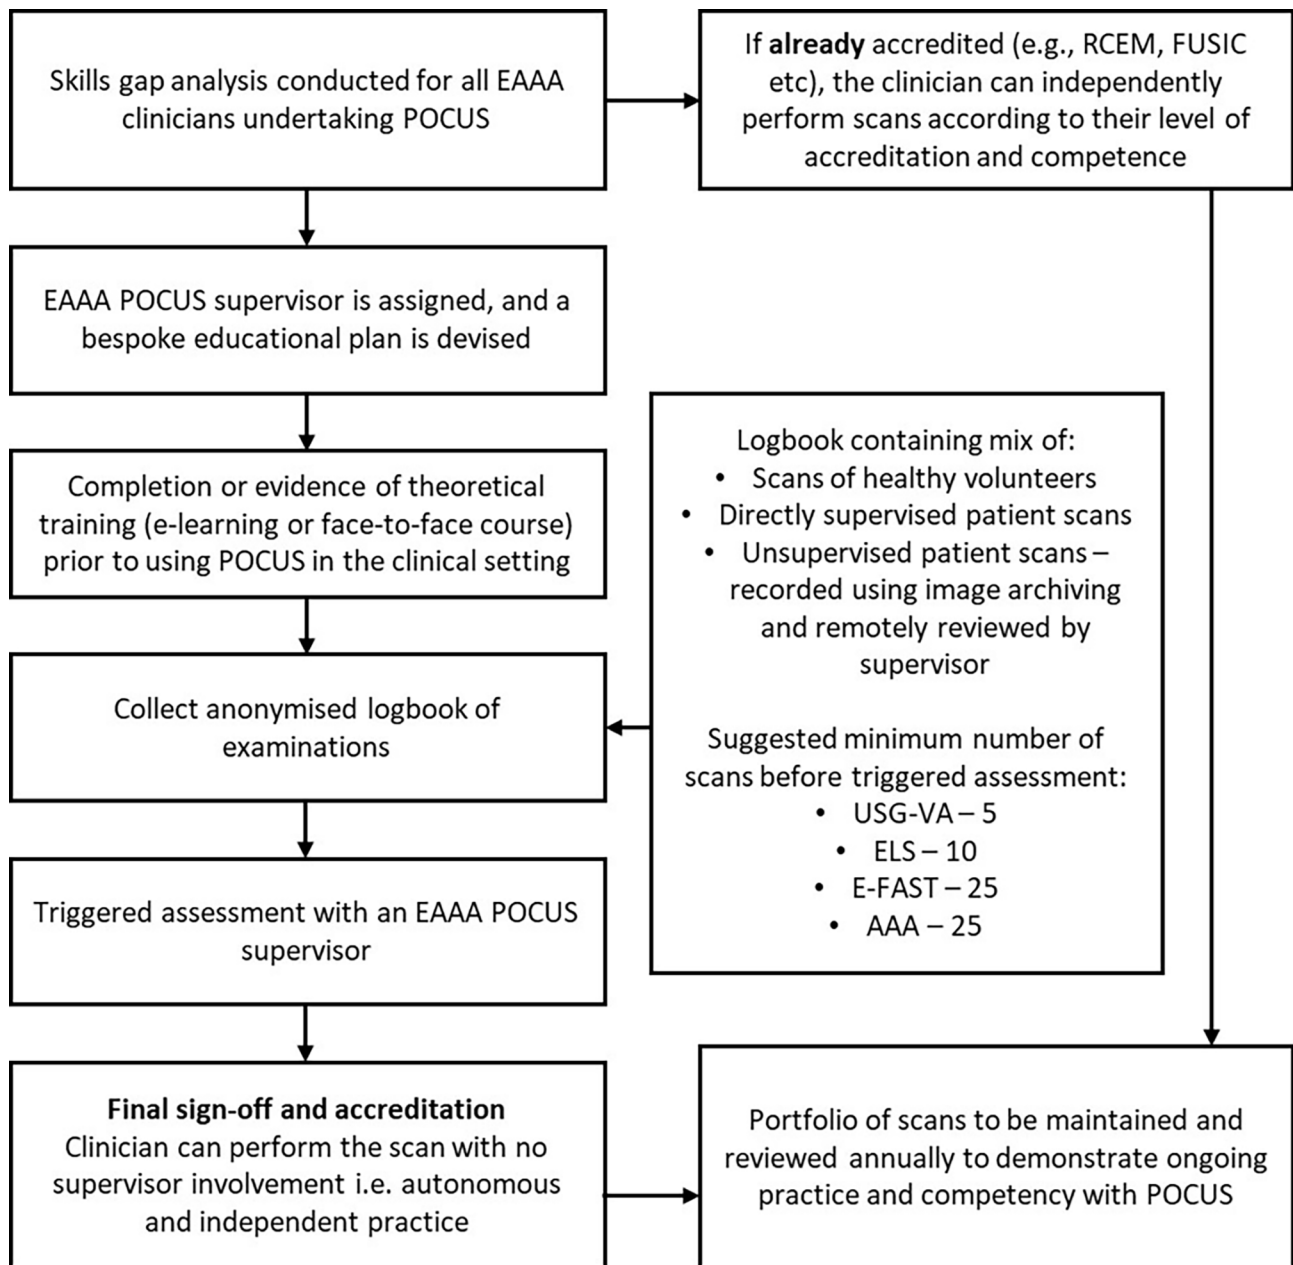 Skills gap analysis conducted for all EAAA
clinicians undertaking POCUS
If already accredited (e.g., RCEM, FUSIC
etc), the clinician can independently
perform scans according to their level of
accreditation and competence
EAAA POCUS supervisor is assigned, and a
bespoke educational plan is devised
Completion or evidence of theoretical
training (e-learning or face-to-face course)
prior to using POCUS in the clinical setting
Collect anonymised logbook of
examinations
Logbook containing mix of:
• Scans of healthy volunteers
• Directly supervised patient scans
• Unsupervised patient scans –
recorded using image archiving
and remotely reviewed by
supervisor
Suggested minimum number of
scans before triggered assessment:
• USG-VA – 5
• ELS – 10
• E-FAST – 25
• AAA – 25
Triggered assessment with an EAAA POCUS
supervisor
Final sign-off and accreditation
Clinician can perform the scan with no
supervisor involvement i.e. autonomous
and independent practice
Portfolio of scans to be maintained and
reviewed annually to demonstrate ongoing
practice and competency with POCUS